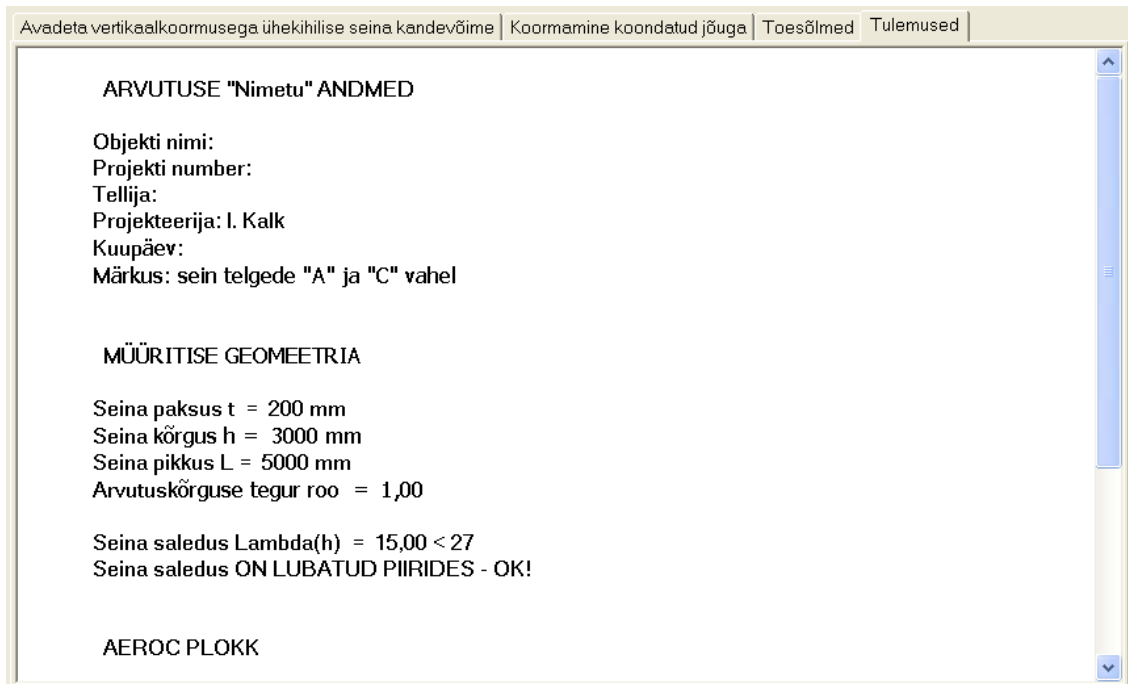 Avadeta vertikaalkoormusega ühekihilise seina kandevõime Koormamine koondatud jõuga Toesõlmed Tulemused
ARVUTUSE "Nimetu" ANDMED
Objekti nimi:
Projekti number:
Tellija:
Projekteerija: I. Kalk
Kuupäev:
Märkus: sein telgede "A" ja "C" vahel
MÜÜRITISE GEOMEETRIA
Seina paksus t = 200 mm
Seina kõrgus h = 3000 mm
Seina pikkus L = 5000 mm
Arvutuskõrguse tegur roo = 1,00
Seina saledus Lambda(h) = 15,00 < 27
Seina saledus ON LUBATUD PIIRIDES - OK!
AEROC PLOKK